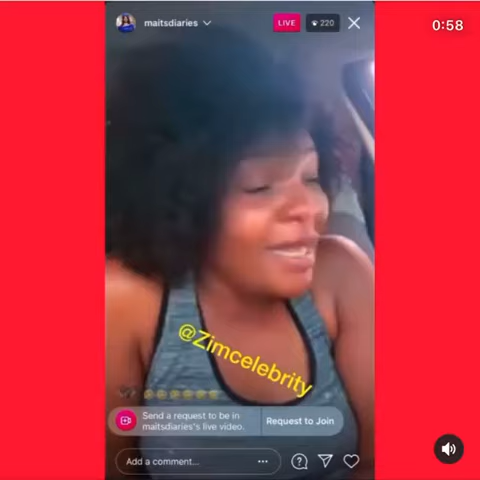 maitsdiaries
LIVE
220
0:58
@Zimcelebrity
Send a request to be in
maitsdiaries's live video.
Request to Join
Add a comment...